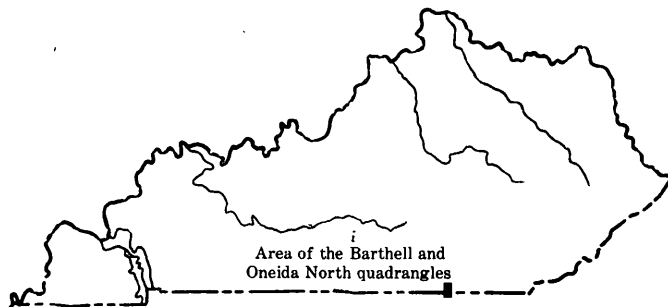 i
Area of the Barthell and
Oneida North quadrangles